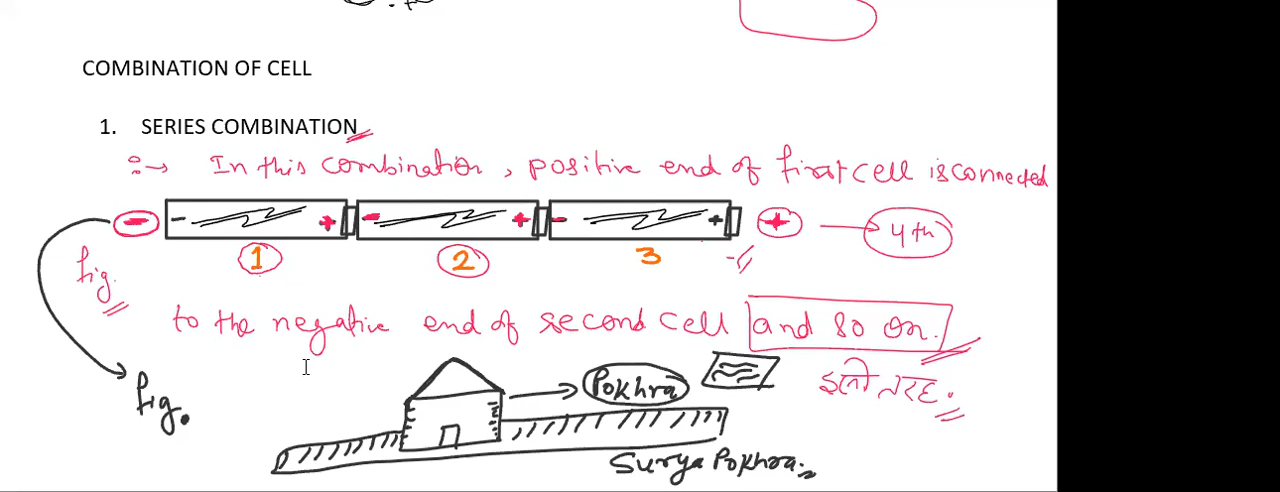 COMBINATION OF CELL
1. SERIES COMBINATION
In this combination, positive end of first cell is connected
- - + - + - + + 4th
1 2 3
fig.
to the negative end of second cell and so on.
इसी तरह.
Pokhra
fig.
Surya Pokhra